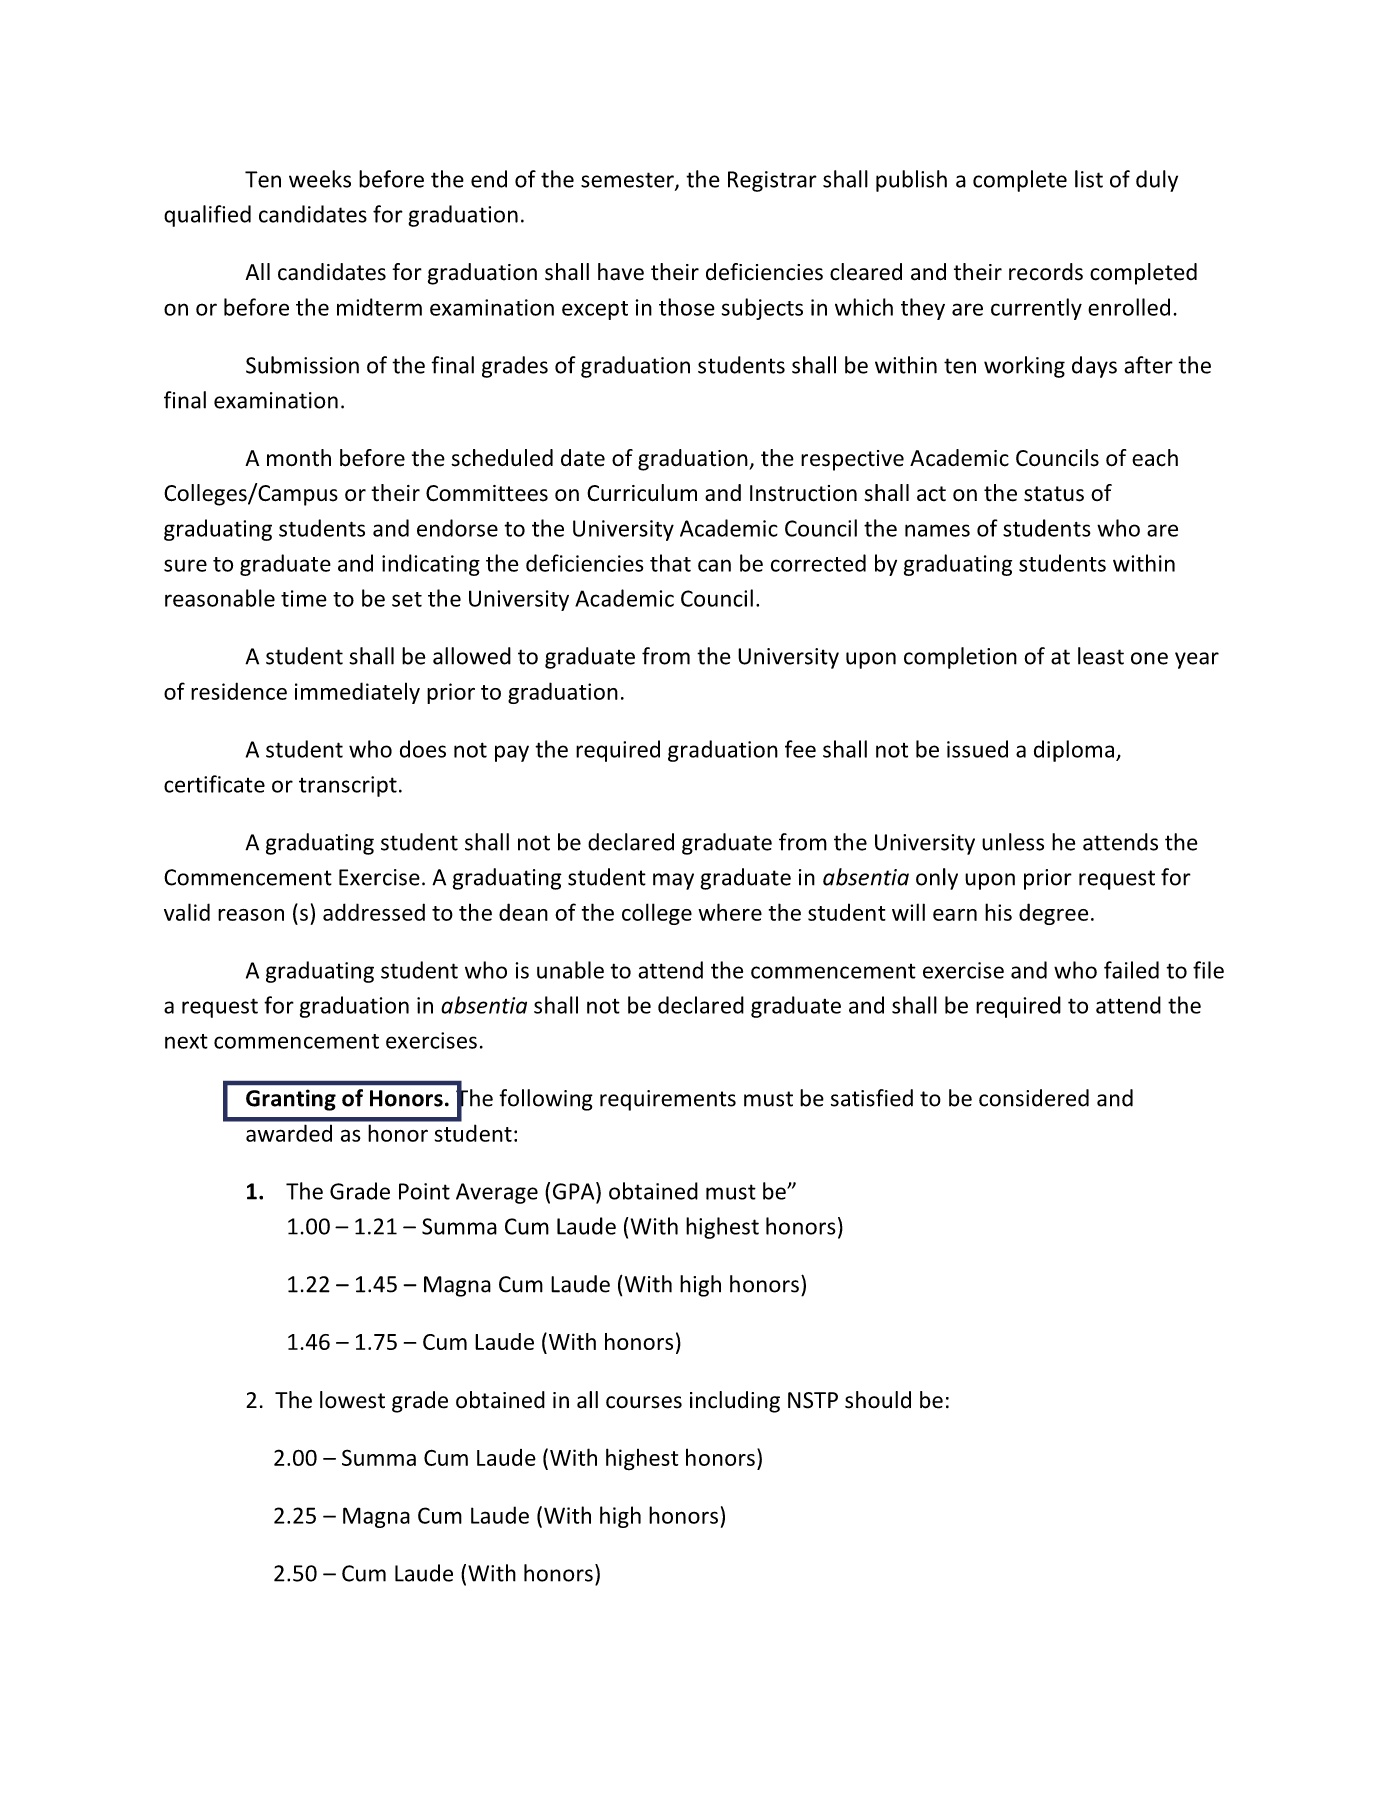 Ten weeks before the end of the semester, the Registrar shall publish a complete list of duly
qualified candidates for graduation.
All candidates for graduation shall have their deficiencies cleared and their records completed
on or before the midterm examination except in those subjects in which they are currently enrolled.
Submission of the final grades of graduation students shall be within ten working days after the
final examination.
A month before the scheduled date of graduation, the respective Academic Councils of each
Colleges/Campus or their Committees on Curriculum and Instruction shall act on the status of
graduating students and endorse to the University Academic Council the names of students who are
sure to graduate and indicating the deficiencies that can be corrected by graduating students within
reasonable time to be set the University Academic Council.
A student shall be allowed to graduate from the University upon completion of at least one year
of residence immediately prior to graduation.
A student who does not pay the required graduation fee shall not be issued a diploma,
certificate or transcript.
A graduating student shall not be declared graduate from the University unless he attends the
Commencement Exercise. A graduating student may graduate in absentia only upon prior request for
valid reason (s) addressed to the dean of the college where the student will earn his degree.
A graduating student who is unable to attend the commencement exercise and who failed to file
a request for graduation in absentia shall not be declared graduate and shall be required to attend the
next commencement exercises.
Granting of Honors. The following requirements must be satisfied to be considered and
awarded as honor student:
1. The Grade Point Average (GPA) obtained must be”
1.00 – 1.21 – Summa Cum Laude (With highest honors)
1.22 – 1.45 – Magna Cum Laude (With high honors)
1.46 – 1.75 – Cum Laude (With honors)
2. The lowest grade obtained in all courses including NSTP should be:
2.00 – Summa Cum Laude (With highest honors)
2.25 – Magna Cum Laude (With high honors)
2.50 – Cum Laude (With honors)